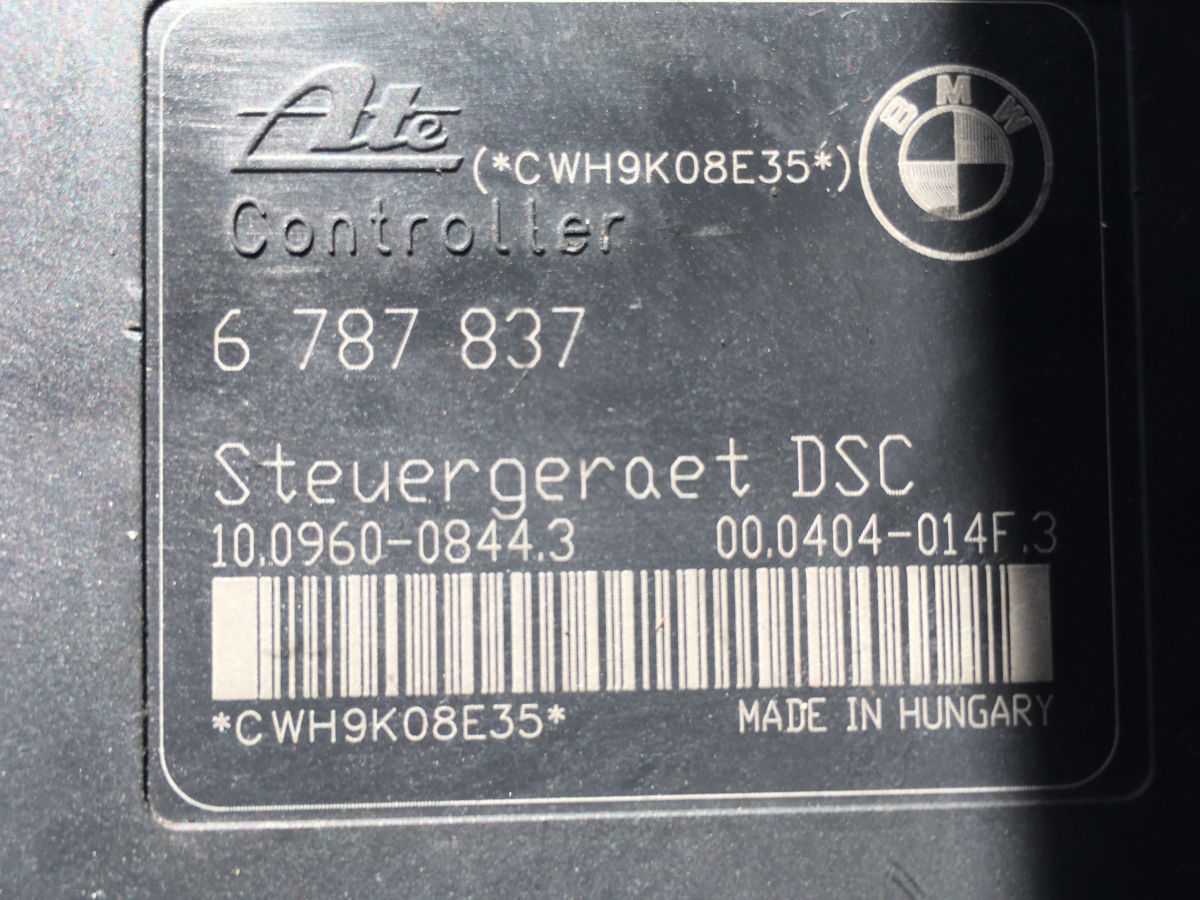 Ate (*CWH9K08E35*) BMW
Controller
6 787 837
Steuergeraet DSC
10.0960-0844.3 00.0404-014F.3
*CWH9K08E35* MADE IN HUNGARY